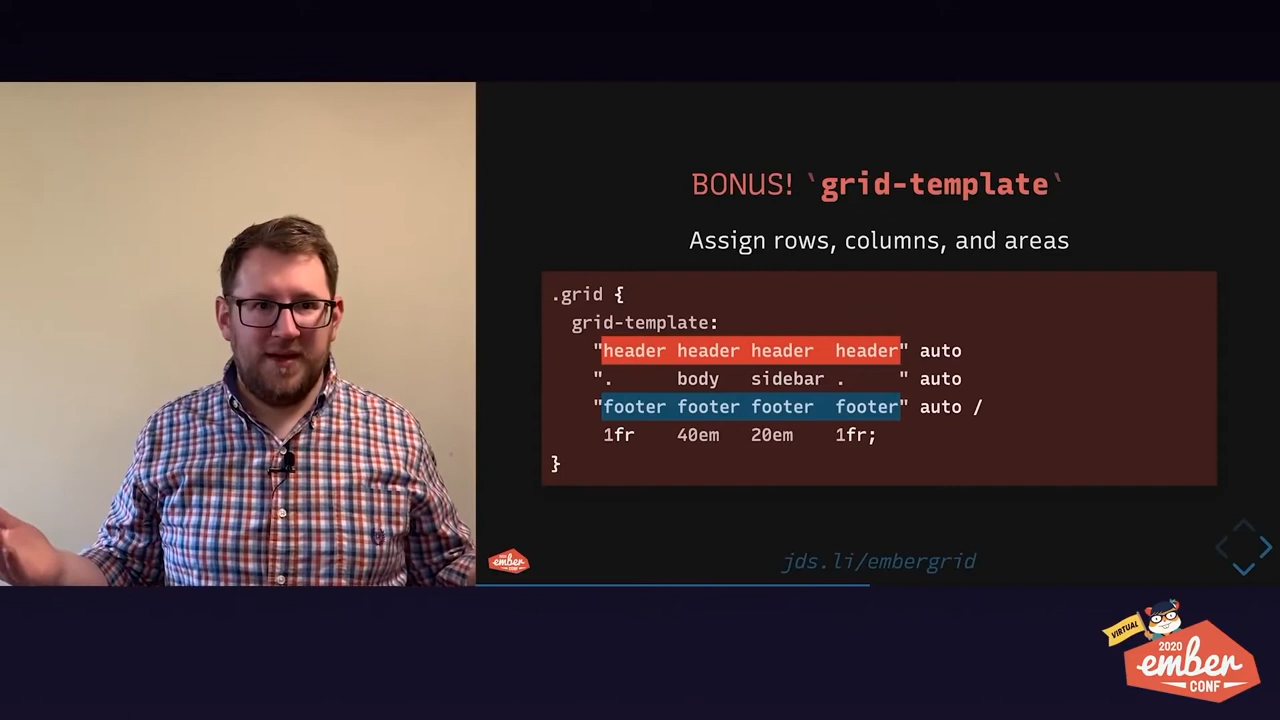 BONUS! `grid-template`
Assign rows, columns, and areas
.grid {
  grid-template:
    "header header header  header" auto
    ".      body   sidebar .     " auto
    "footer footer footer  footer" auto /
     1fr    40em   20em    1fr;
}
ember
CONF
jds.li/embergrid
VIRTUAL
2020
ember
CONF